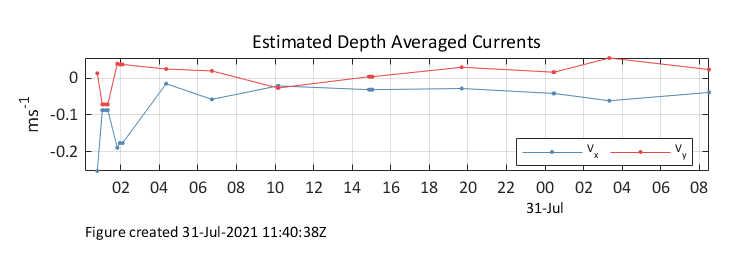 Estimated Depth Averaged Currents
ms-1
0
-0.1
-0.2
Vx Vy
02 04 06 08 10 12 14 16 18 20 22 00 02 04 06 08
31-Jul
Figure created 31-Jul-2021 11:40:38Z